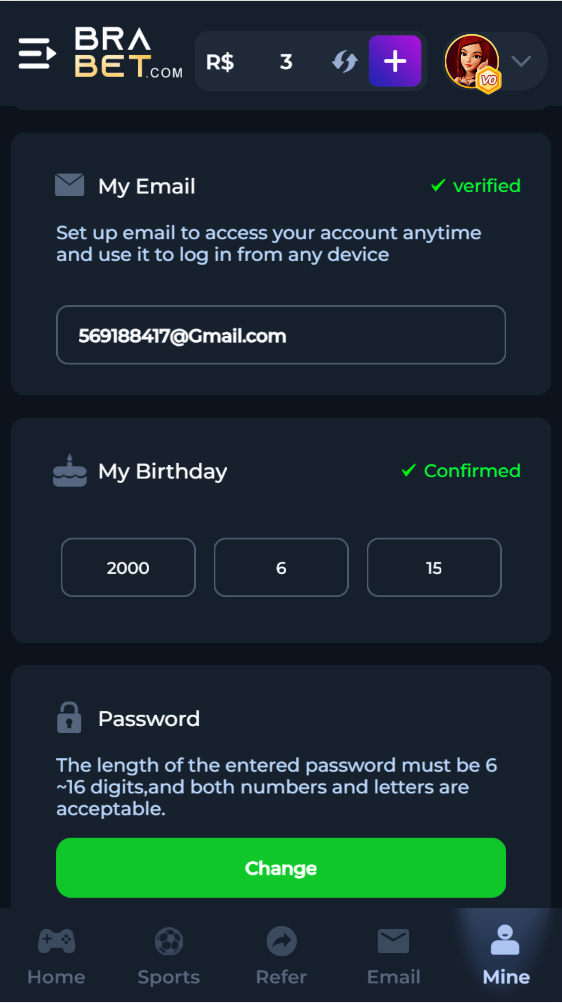 BRA
BET.COM
R$ 3
V0
My Email
verified
Set up email to access your account anytime
and use it to log in from any device
569188417@Gmail.com
My Birthday
Confirmed
2000 6 15
Password
The length of the entered password must be 6
~16 digits,and both numbers and letters are
acceptable.
Change
Home Sports Refer Email Mine